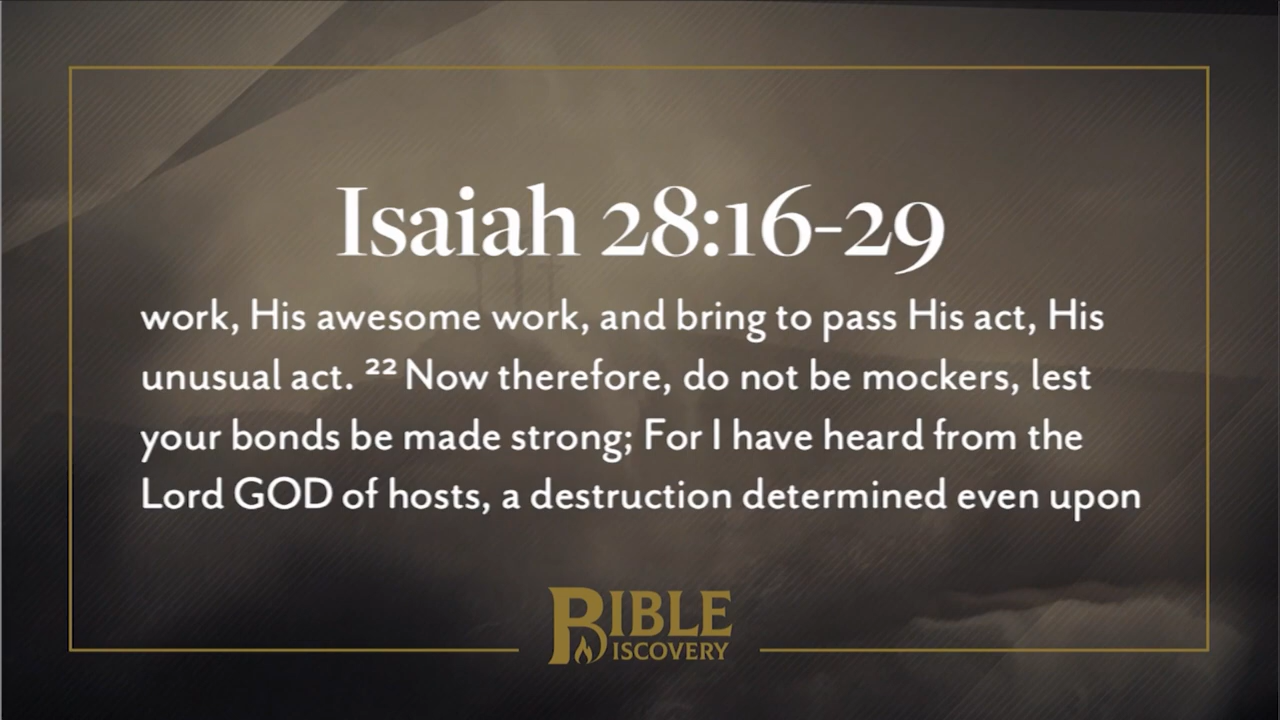 Isaiah 28:16-29
work, His awesome work, and bring to pass His act, His
unusual act. ²² Now therefore, do not be mockers, lest
your bonds be made strong; For I have heard from the
Lord GOD of hosts, a destruction determined even upon
BIBLE
DISCOVERY